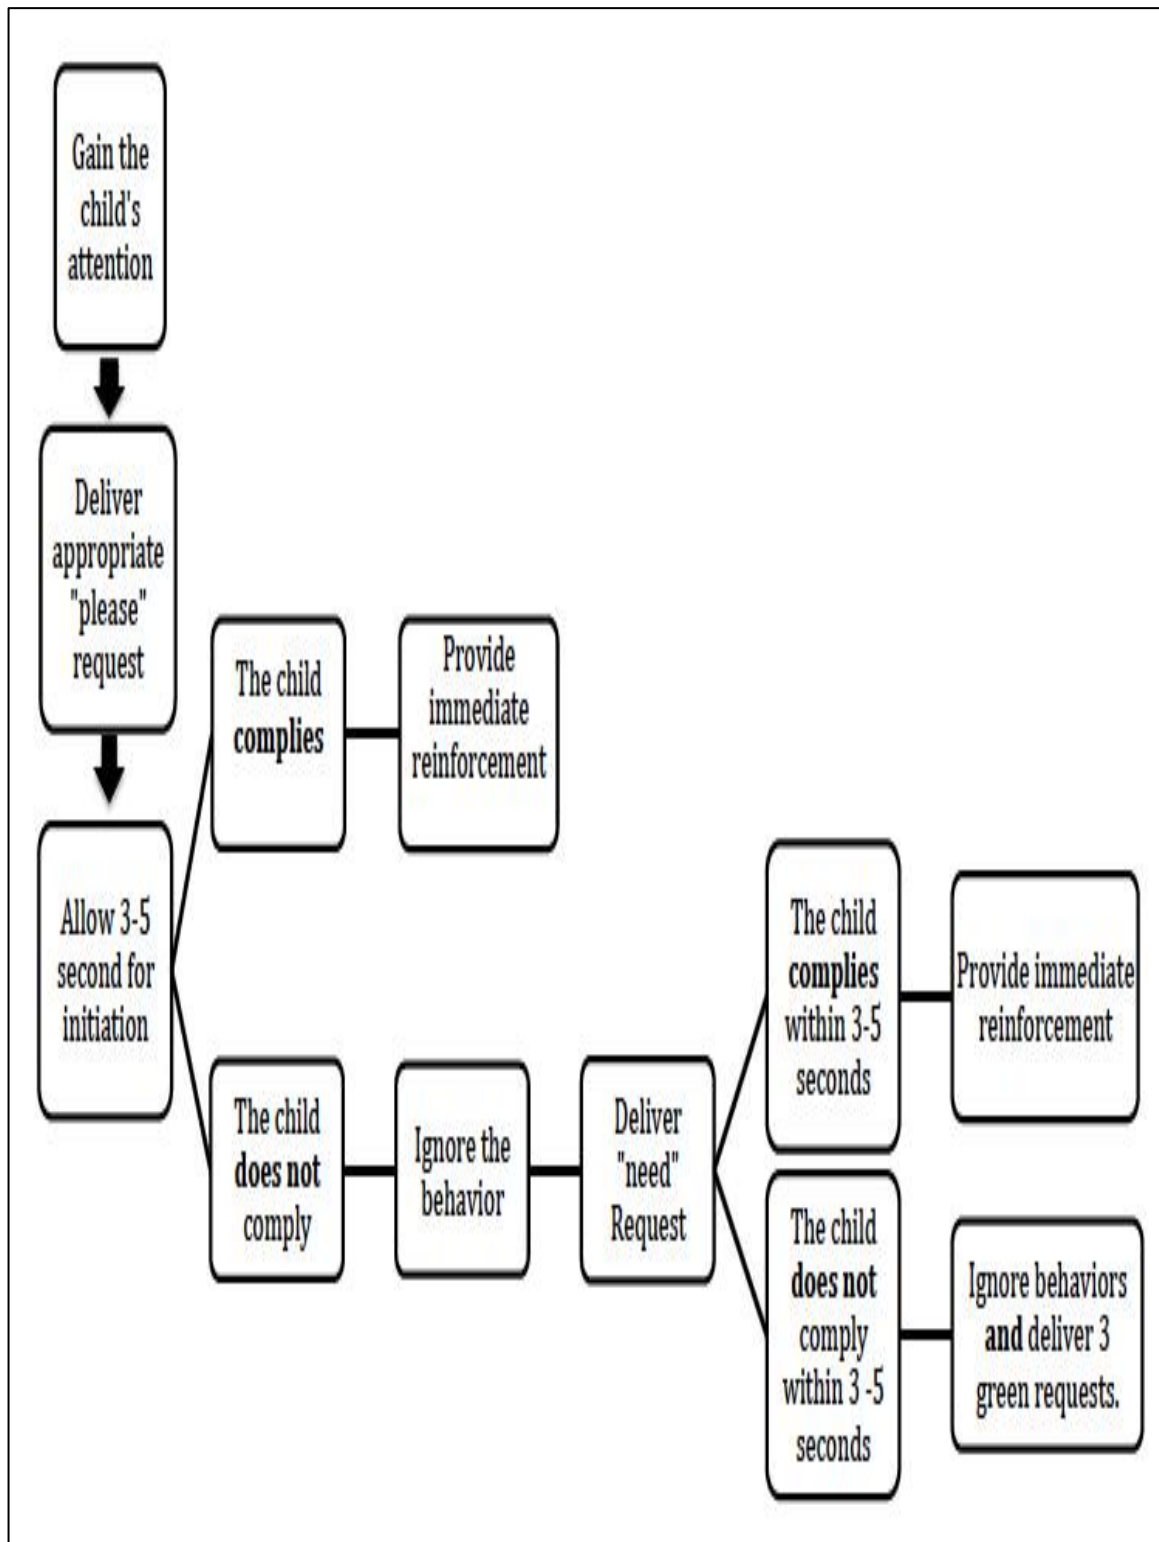 Gain the
child's
attention
Deliver
appropriate
"please"
request
Allow 3-5
second for
initiation
The child
complies
Provide
immediate
reinforcement
The child
does not
comply
Ignore the
behavior
Deliver
"need"
Request
The child
complies
within 3-5
seconds
Provide immediate
reinforcement
The child
does not
comply
within 3 -5
seconds
Ignore behaviors
and deliver 3
green requests.